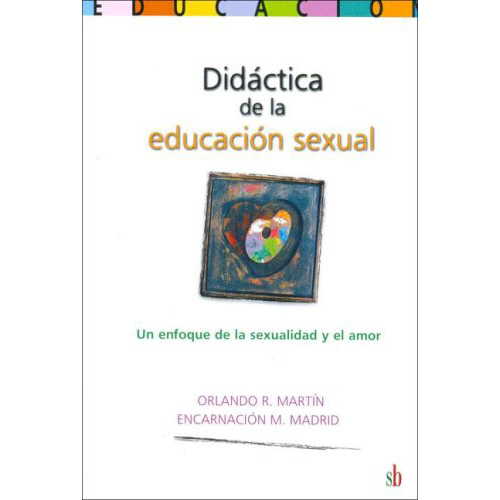 EDUCACIÓN
Didáctica
de la
educación sexual
Un enfoque de la sexualidad y el amor
ORLANDO R. MARTÍN
ENCARNACIÓN M. MADRID
sb